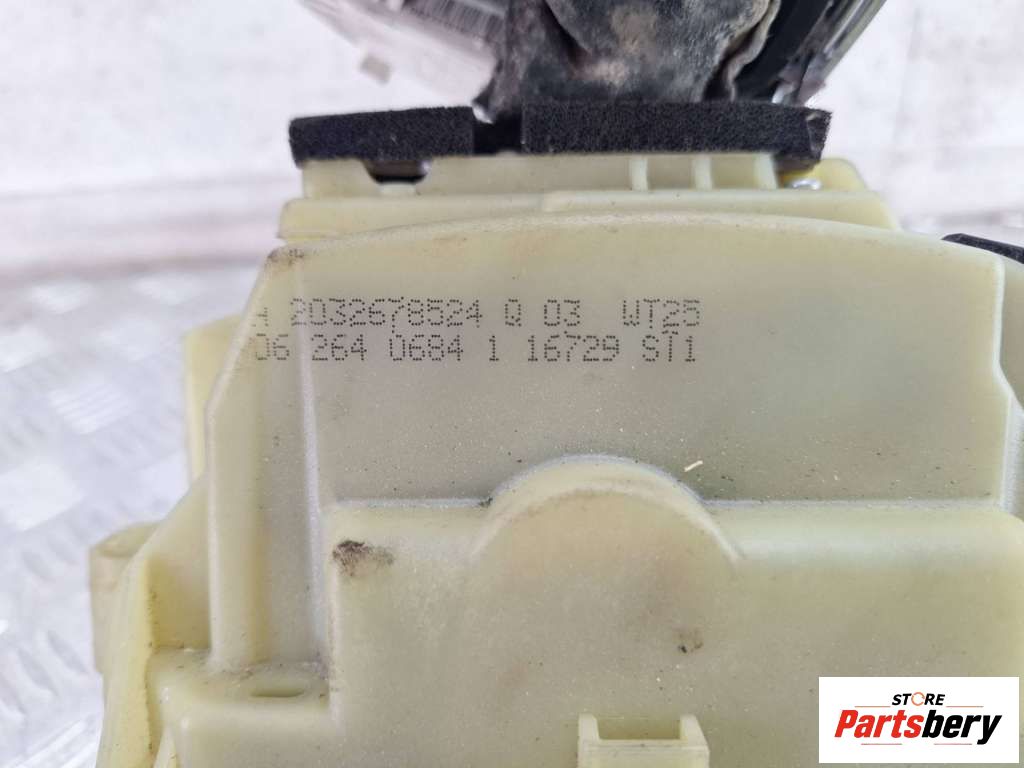 A 2032678524 Q 03 WT25
06 264 0684 1 16729 ST1
STORE
Partsbery